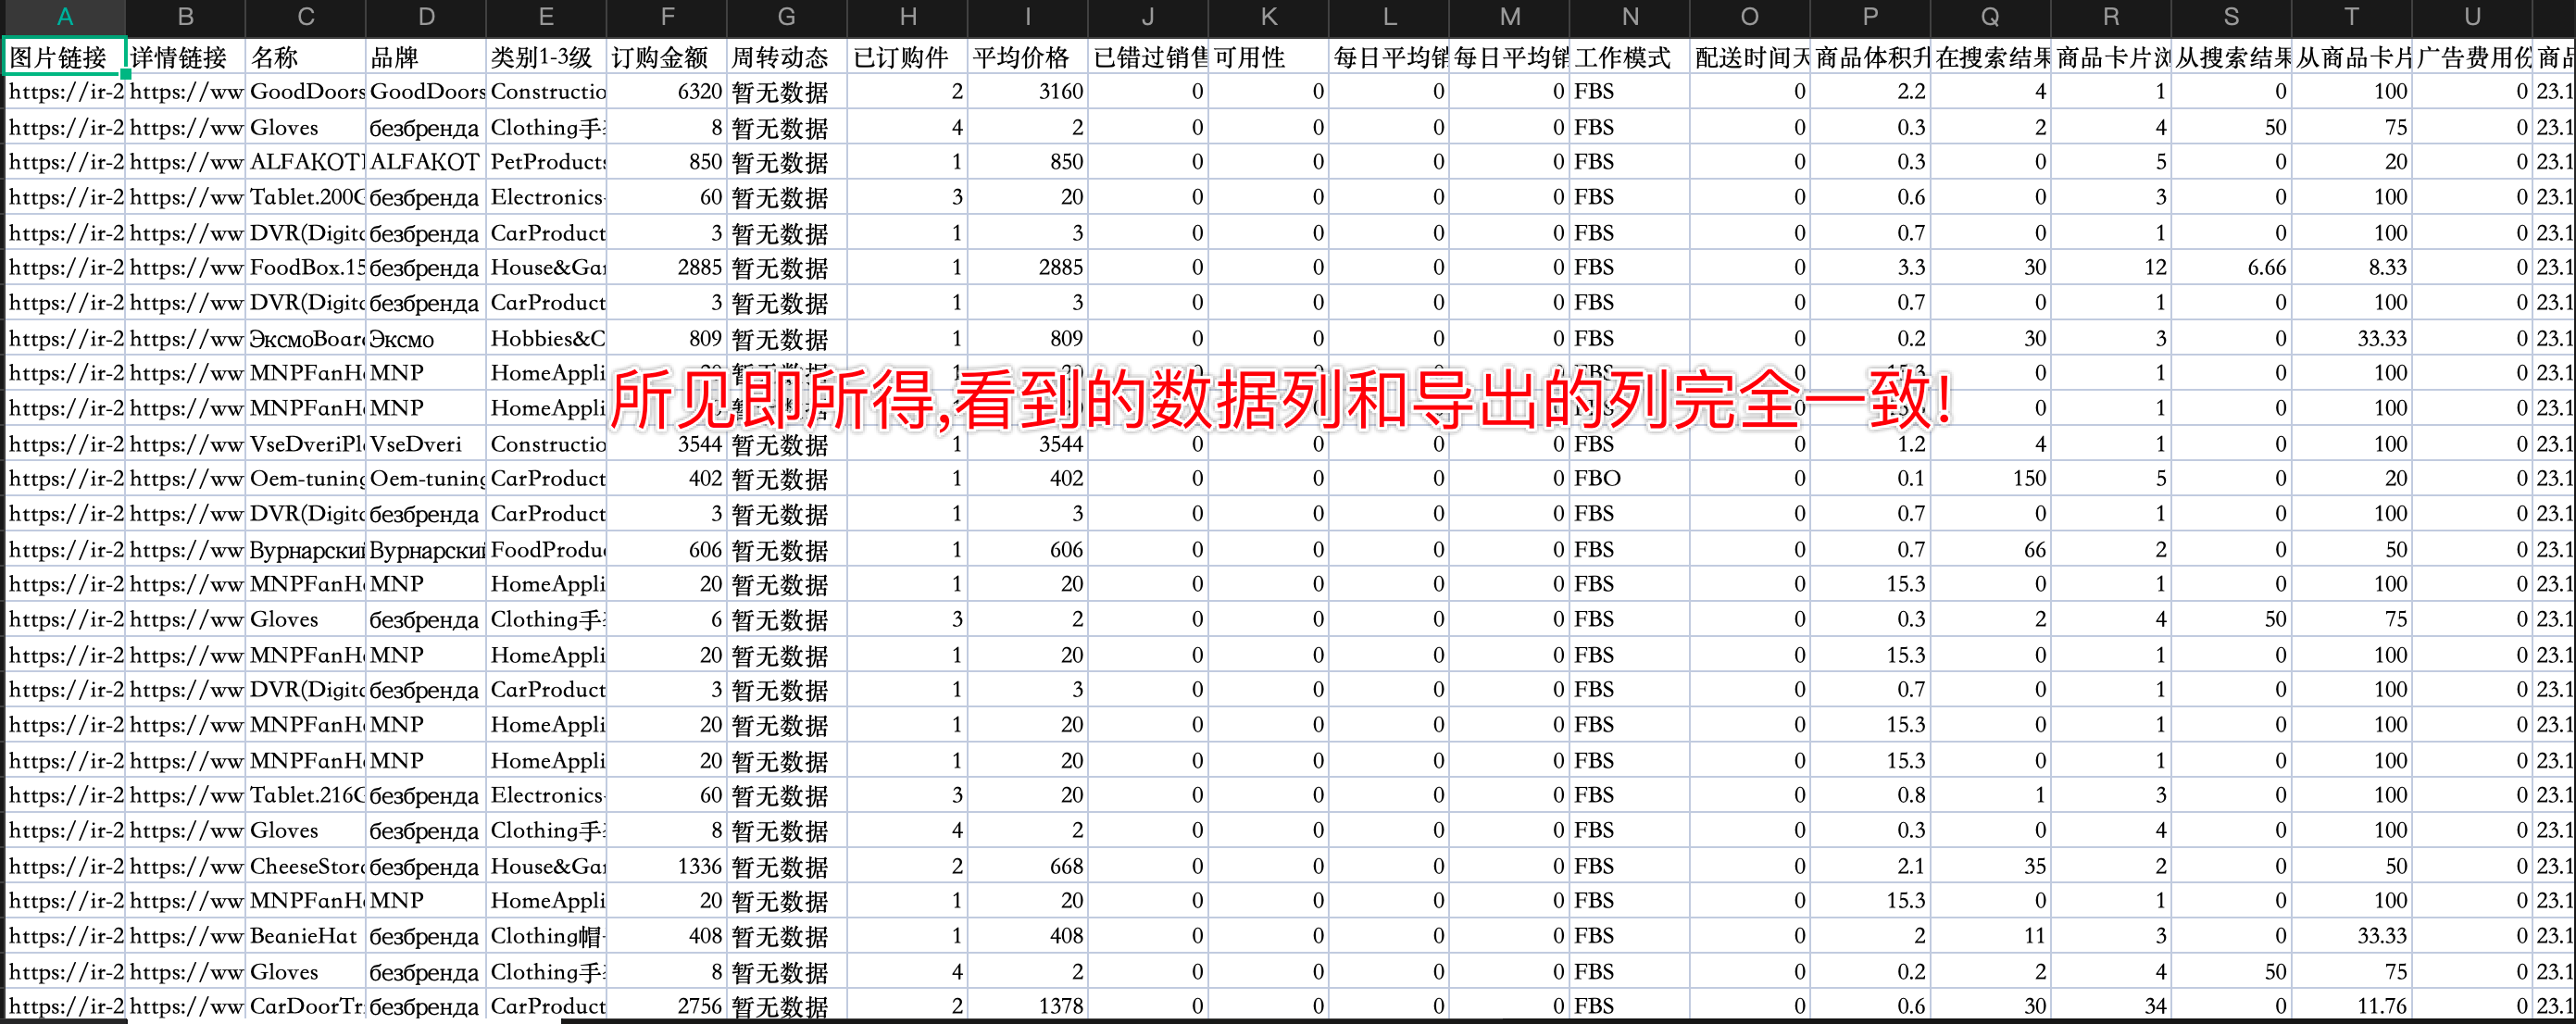 A B C D E F G H I J K L M N O P Q R S T U
图片链接 详情链接 名称 品牌 类别1-3级 订购金额 周转动态 已订购件 平均价格 已错过销售 可用性 每日平均销 每日平均销 工作模式 配送时间天 商品体积升 在搜索结果 商品卡片浏 从搜索结果 从商品卡片 广告费用份 商品
https://ir-2 https://ww GoodDoors GoodDoors Constructio 6320 暂无数据 2 3160 0 0 0 0 FBS 0 2.2 4 1 0 100 0 23.1
https://ir-2 https://ww Gloves безбренда Clothing手 8 暂无数据 4 2 0 0 0 0 FBS 0 0.3 2 4 50 75 0 23.1
https://ir-2 https://ww ALFAKOT ALFAKOT PetProducts 850 暂无数据 1 850 0 0 0 0 FBS 0 0.3 0 5 0 20 0 23.1
https://ir-2 https://ww Tablet.200G безбренда Electronics- 60 暂无数据 3 20 0 0 0 0 FBS 0 0.6 0 3 0 100 0 23.1
https://ir-2 https://ww DVR(Digita безбренда CarProduct 3 暂无数据 1 3 0 0 0 0 FBS 0 0.7 0 1 0 100 0 23.1
https://ir-2 https://ww FoodBox.15 безбренда House&Gar 2885 暂无数据 1 2885 0 0 0 0 FBS 0 3.3 30 12 6.66 8.33 0 23.1
https://ir-2 https://ww DVR(Digita безбренда CarProduct 3 暂无数据 1 3 0 0 0 0 FBS 0 0.7 0 1 0 100 0 23.1
https://ir-2 https://ww ЭксмоBoard Эксмо Hobbies&C 809 暂无数据 1 809 0 0 0 0 FBS 0 0.2 30 3 0 33.33 0 23.1
https://ir-2 https://ww MNPFanHe MNP HomeAppli 20 暂无数据 1 20 0 0 0 0 FBS 0 15.3 0 1 0 100 0 23.1
所见即所得,看到的数据列和导出的列完全一致!
https://ir-2 https://ww MNPFanHe MNP HomeAppli 1 0 0 0 0 0 0 1 0 100 0 23.1
https://ir-2 https://ww VseDveriPla VseDveri Constructio 3544 暂无数据 1 3544 0 0 0 0 FBS 0 1.2 4 1 0 100 0 23.1
https://ir-2 https://ww Oem-tuning Oem-tuning CarProduct 402 暂无数据 1 402 0 0 0 0 FBO 0 0.1 150 5 0 20 0 23.1
https://ir-2 https://ww DVR(Digita безбренда CarProduct 3 暂无数据 1 3 0 0 0 0 FBS 0 0.7 0 1 0 100 0 23.1
https://ir-2 https://ww Вурнарский Вурнарский FoodProduc 606 暂无数据 1 606 0 0 0 0 FBS 0 0.7 66 2 0 50 0 23.1
https://ir-2 https://ww MNPFanHe MNP HomeAppli 20 暂无数据 1 20 0 0 0 0 FBS 0 15.3 0 1 0 100 0 23.1
https://ir-2 https://ww Gloves безбренда Clothing手 6 暂无数据 3 2 0 0 0 0 FBS 0 0.3 2 4 50 75 0 23.1
https://ir-2 https://ww MNPFanHe MNP HomeAppli 20 暂无数据 1 20 0 0 0 0 FBS 0 15.3 0 1 0 100 0 23.1
https://ir-2 https://ww DVR(Digita безбренда CarProduct 3 暂无数据 1 3 0 0 0 0 FBS 0 0.7 0 1 0 100 0 23.1
https://ir-2 https://ww MNPFanHe MNP HomeAppli 20 暂无数据 1 20 0 0 0 0 FBS 0 15.3 0 1 0 100 0 23.1
https://ir-2 https://ww MNPFanHe MNP HomeAppli 20 暂无数据 1 20 0 0 0 0 FBS 0 15.3 0 1 0 100 0 23.1
https://ir-2 https://ww Tablet.216G безбренда Electronics- 60 暂无数据 3 20 0 0 0 0 FBS 0 0.8 1 3 0 100 0 23.1
https://ir-2 https://ww Gloves безбренда Clothing手 8 暂无数据 4 2 0 0 0 0 FBS 0 0.3 0 4 0 100 0 23.1
https://ir-2 https://ww CheeseStora безбренда House&Gar 1336 暂无数据 2 668 0 0 0 0 FBS 0 2.1 35 2 0 50 0 23.1
https://ir-2 https://ww MNPFanHe MNP HomeAppli 20 暂无数据 1 20 0 0 0 0 FBS 0 15.3 0 1 0 100 0 23.1
https://ir-2 https://ww BeanieHat безбренда Clothing帽- 408 暂无数据 1 408 0 0 0 0 FBS 0 2 11 3 0 33.33 0 23.1
https://ir-2 https://ww Gloves безбренда Clothing手 8 暂无数据 4 2 0 0 0 0 FBS 0 0.2 2 4 50 75 0 23.1
https://ir-2 https://ww CarDoorTr безбренда CarProduct 2756 暂无数据 2 1378 0 0 0 0 FBS 0 0.6 30 34 0 11.76 0 23.1